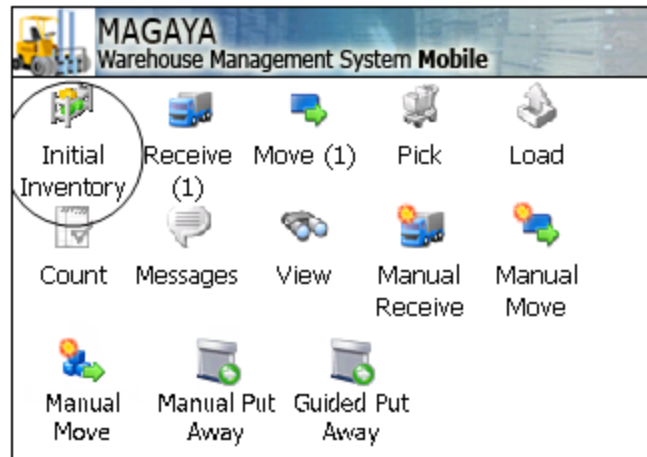 MAGAYA
Warehouse Management System Mobile
Initial Receive Move (1) Pick Load
Inventory (1)
Count Messages View Manual Manual
Receive Move
Manual Manual Put Guided Put
Move Away Away